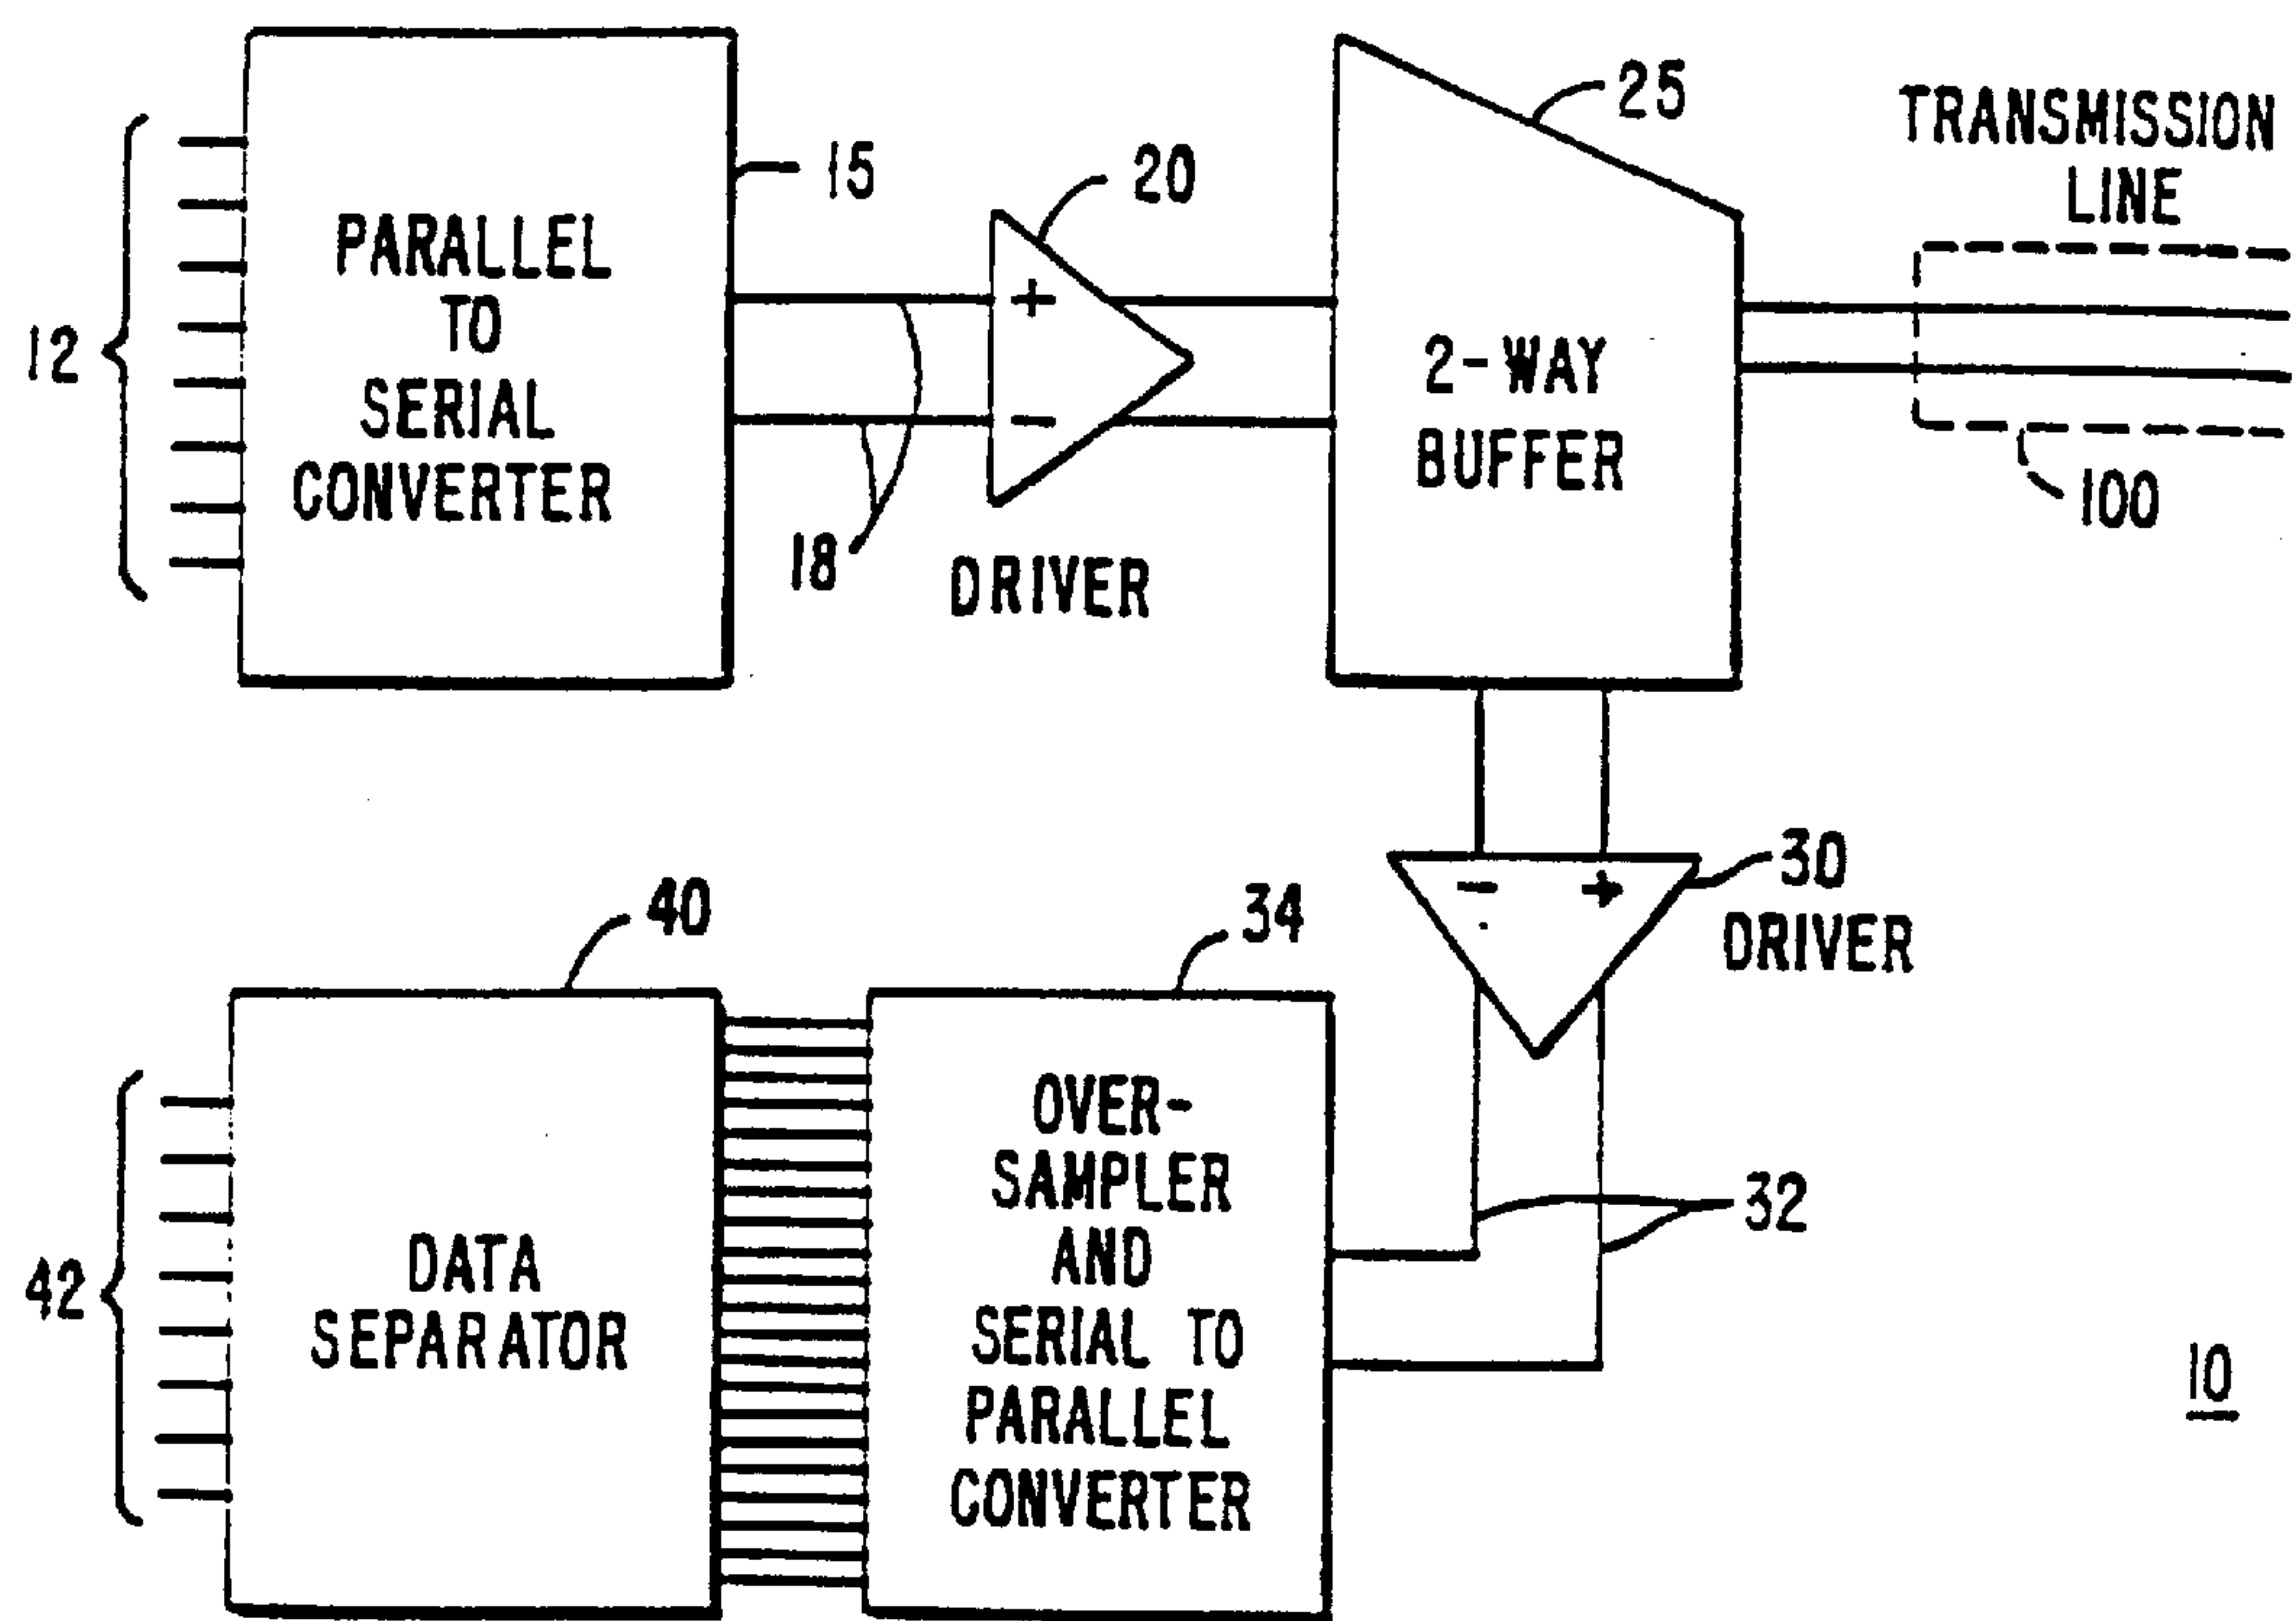 12
PARALLEL
TO
SERIAL
CONVERTER
15
18
20
+
-
DRIVER
25
2-WAY
BUFFER
TRANSMISSION
LINE
100
- +
30
DRIVER
32
34
OVER-
SAMPLER
AND
SERIAL TO
PARALLEL
CONVERTER
40
DATA
SEPARATOR
42
10